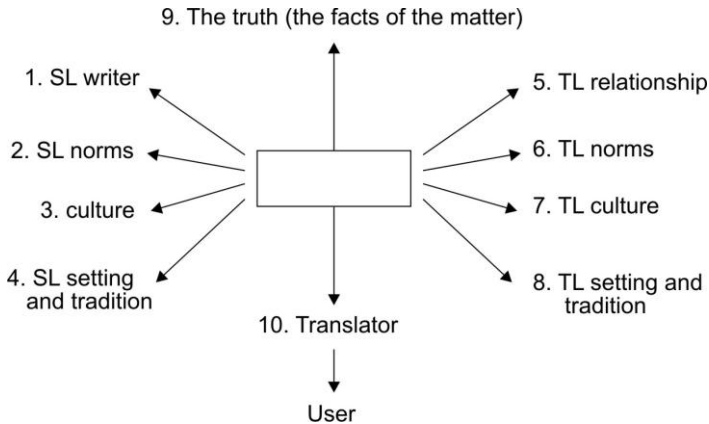 9. The truth (the facts of the matter)
1. SL writer
2. SL norms
3. culture
4. SL setting
and tradition
5. TL relationship
6. TL norms
7. TL culture
8. TL setting and
tradition
10. Translator
User